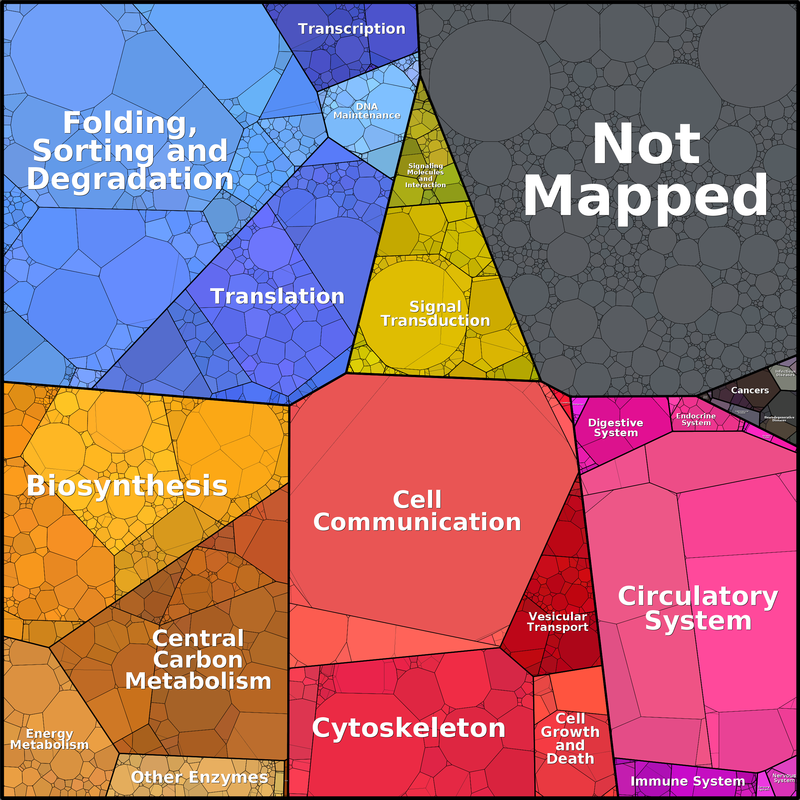 Transcription
DNA
Maintenance
Folding,
Sorting and
Degradation
Signaling
Molecules
and
Interaction
Not
Mapped
Translation
Signal
Transduction
Cancers
Digestive
System
Endocrine
System
Biosynthesis
Cell
Communication
Circulatory
System
Vesicular
Transport
Central
Carbon
Metabolism
Energy
Metabolism
Cytoskeleton
Cell
Growth
and
Death
Other Enzymes
Immune System
Nervous
System